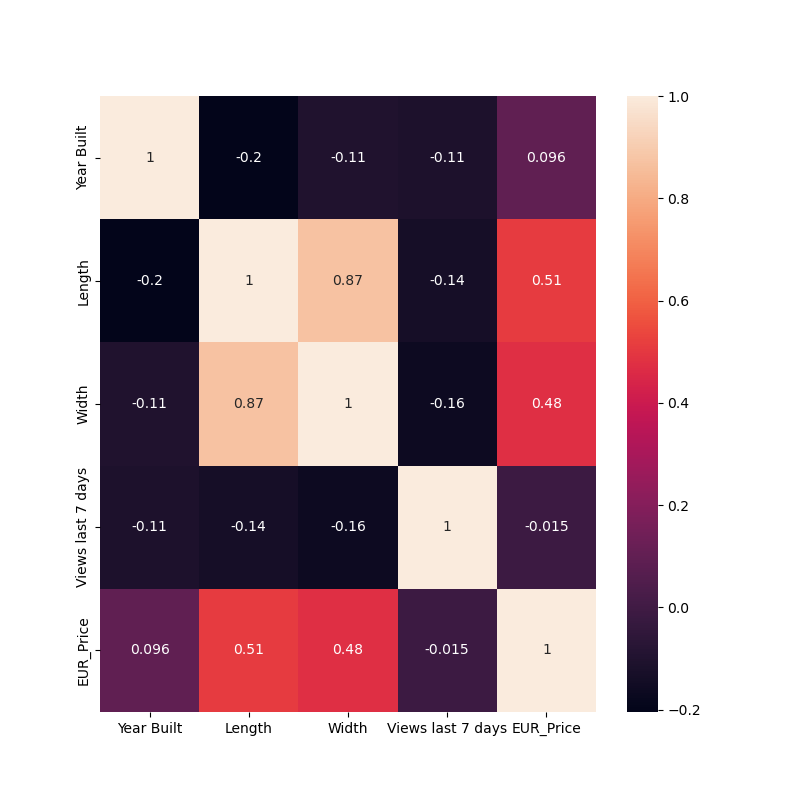 Year Built 1 -0.2 -0.11 -0.11 0.096
Length -0.2 1 0.87 -0.14 0.51
Width -0.11 0.87 1 -0.16 0.48
Views last 7 days -0.11 -0.14 -0.16 1 -0.015
EUR_Price 0.096 0.51 0.48 -0.015 1
Year Built Length Width Views last 7 days EUR_Price
1.0
0.8
0.6
0.4
0.2
0.0
−0.2